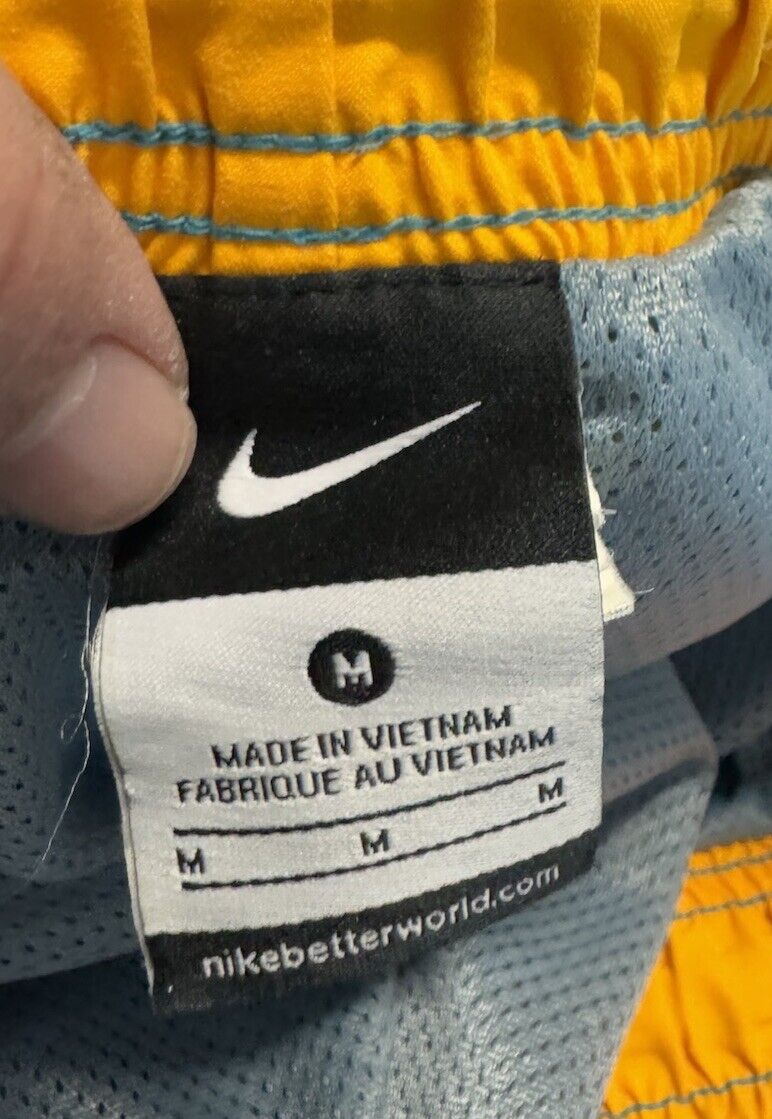 M
MADE IN VIETNAM
FABRIQUE AU VIETNAM
M M M
nikebetterworld.com